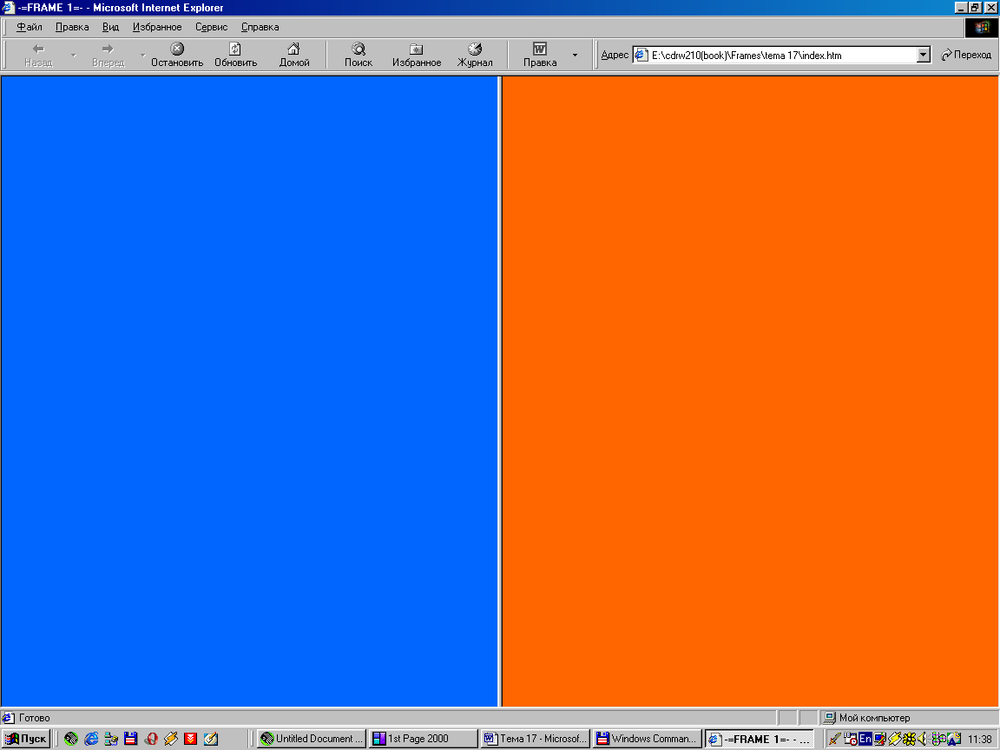 -=FRAME 1=- - Microsoft Internet Explorer
Файл Правка Вид Избранное Сервис Справка
Назад Вперед Остановить Обновить Домой Поиск Избранное Журнал Правка Адрес E:\cdrw210(book)\Frames\tema 17\index.htm Переход
Готово Мой компьютер
Пуск Untitled Document ... 1st Page 2000 Тема 17 - Microsof... Windows Comman... -=FRAME 1=- - ... En 11:38